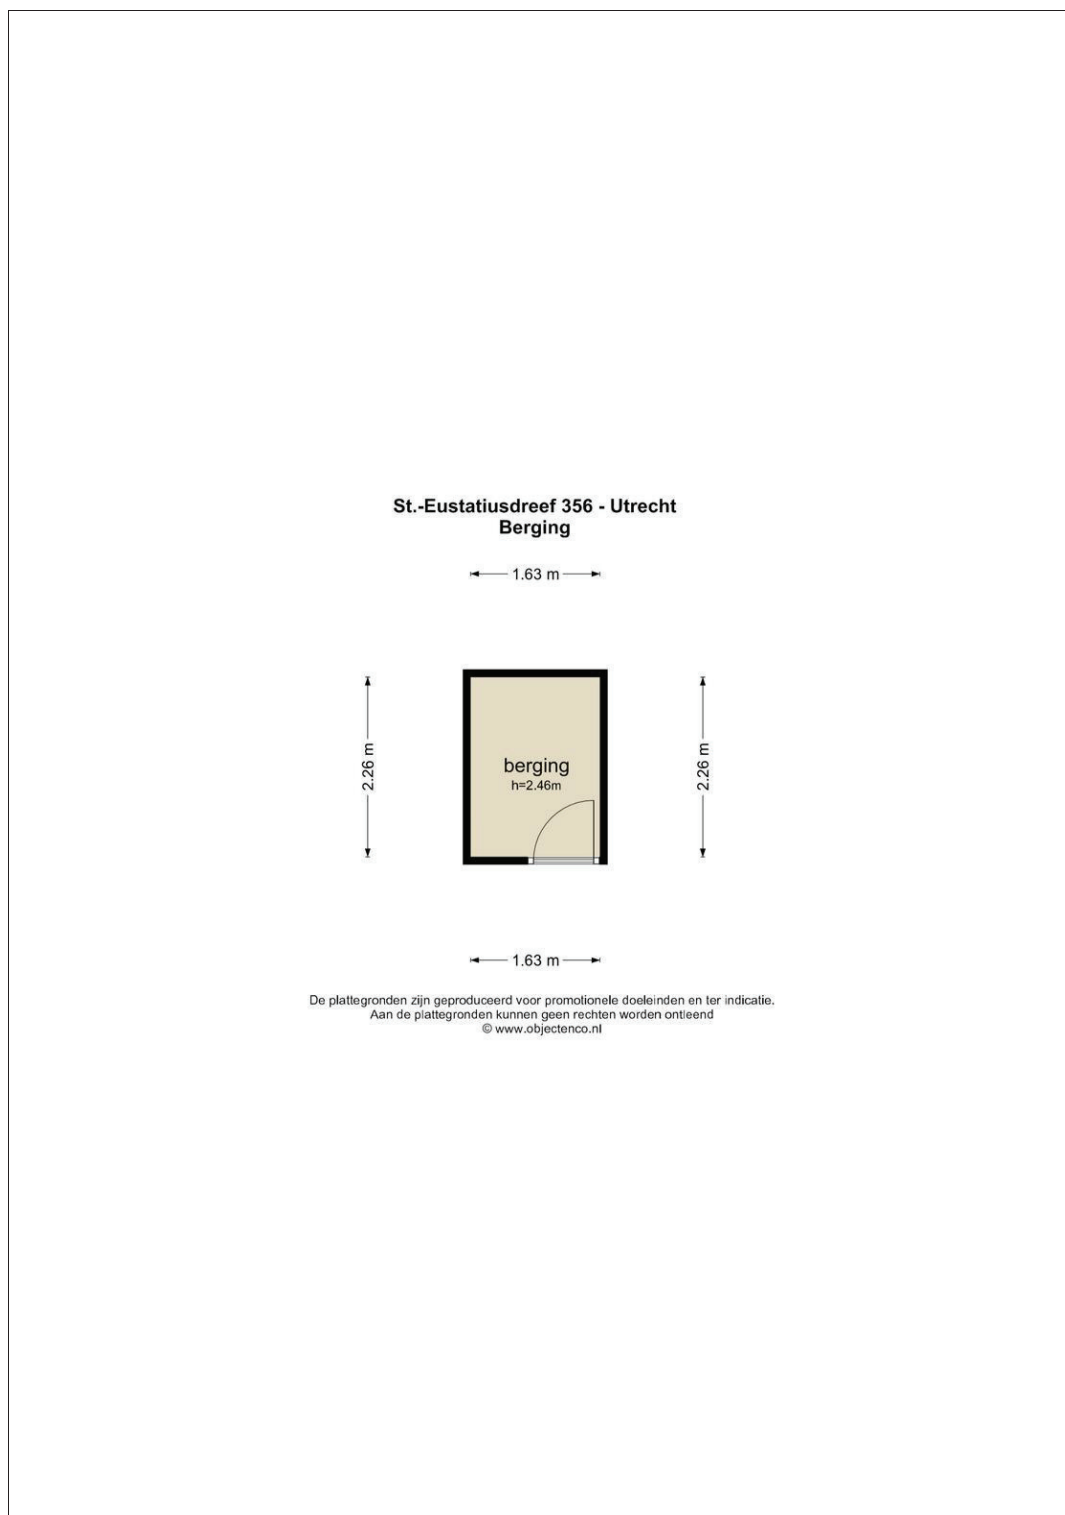 St.-Eustatiusdreef 356 - Utrecht
Berging
1.63 m
2.26 m
2.26 m
berging
h=2.46m
1.63 m
De plattegronden zijn geproduceerd voor promotionele doeleinden en ter indicatie.
Aan de plattegronden kunnen geen rechten worden ontleend
© www.objectenco.nl